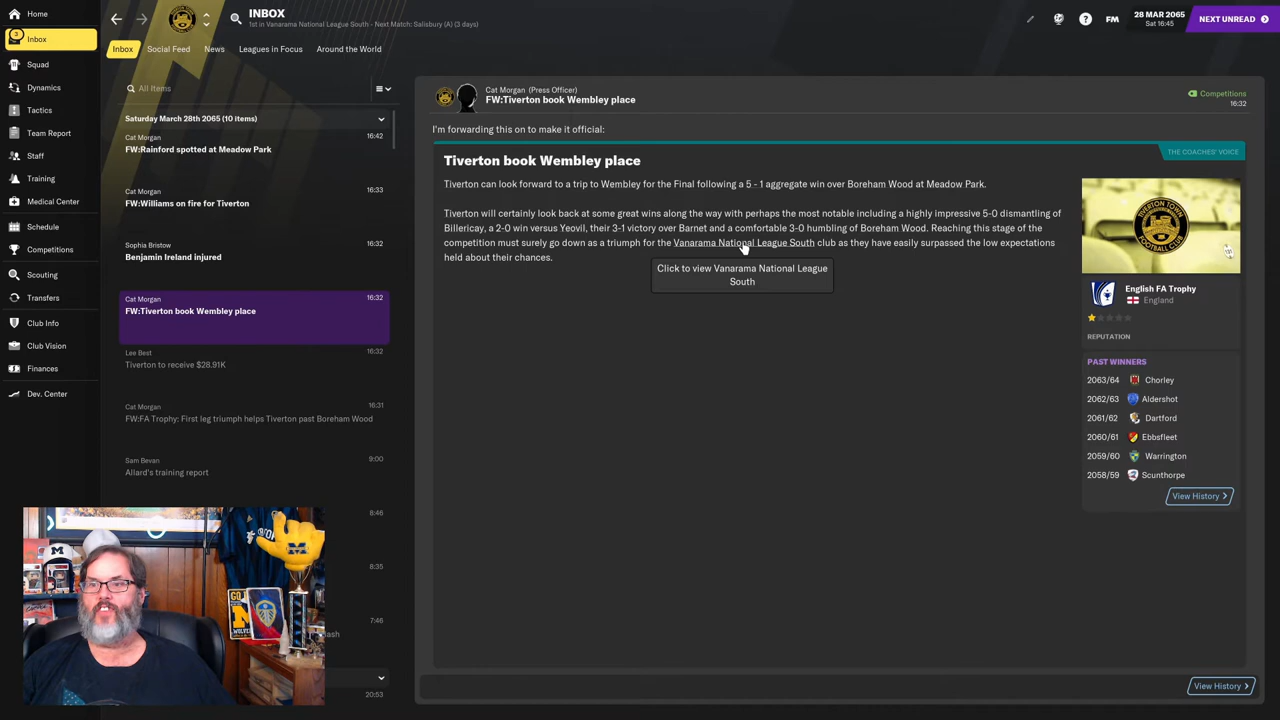 Home
INBOX
1st in Vanarama National League South - Next Match: Salisbury (A) (3 days)
FM
28 MAR 2065
Sat 16:45
NEXT UNREAD
3
Inbox
Squad
Dynamics
Tactics
Team Report
Staff
Training
Medical Center
Schedule
Competitions
Scouting
Transfers
Club Info
Club Vision
Finances
Dev. Center
Inbox
Social Feed
News
Leagues in Focus
Around the World
All Items
Saturday March 28th 2065 (10 items)
Cat Morgan
16:42
FW:Rainford spotted at Meadow Park
Cat Morgan
16:33
FW:Williams on fire for Tiverton
Sophia Bristow
16:32
Benjamin Ireland injured
Cat Morgan
16:32
FW:Tiverton book Wembley place
Lee Best
16:32
Tiverton to receive $28.91K
Cat Morgan
16:31
FW:FA Trophy: First leg triumph helps Tiverton past Boreham Wood
Sam Bevan
9:00
Allard's training report
8:46
8:35
7:46
20:53
Cat Morgan (Press Officer)
FW:Tiverton book Wembley place
Competitions
16:32
I'm forwarding this on to make it official:
THE COACHES' VOICE
Tiverton book Wembley place
Tiverton can look forward to a trip to Wembley for the Final following a 5 - 1 aggregate win over Boreham Wood at Meadow Park.
Tiverton will certainly look back at some great wins along the way with perhaps the most notable including a highly impressive 5-0 dismantling of
Billericay, a 2-0 win versus Yeovil, their 3-1 victory over Barnet and a comfortable 3-0 humbling of Boreham Wood. Reaching this stage of the
competition must surely go down as a triumph for the Vanarama National League South club as they have easily surpassed the low expectations
held about their chances.
Click to view Vanarama National League
South
TIVERTON TOWN
FOOTBALL CLUB
English FA Trophy
England
REPUTATION
PAST WINNERS
2063/64 Chorley
2062/63 Aldershot
2061/62 Dartford
2060/61 Ebbsfleet
2059/60 Warrington
2058/59 Scunthorpe
View History
View History
M
M
GO
WOLVES